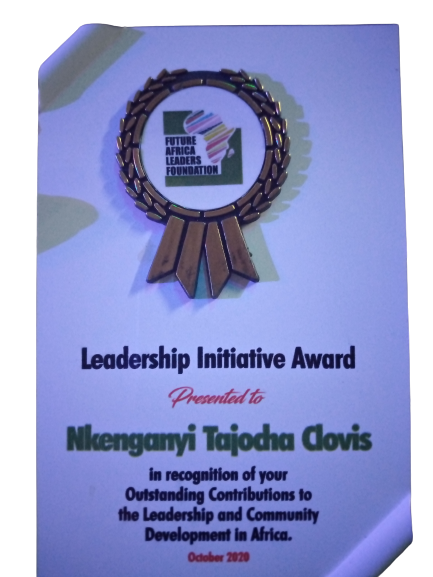 FUTURE
AFRICA
LEADERS
FOUNDATION
Leadership Initiative Award
Presented to
Nkenganyi Tajocha Clovis
in recognition of your
Outstanding Contributions to
the Leadership and Community
Development in Africa.
October 2020